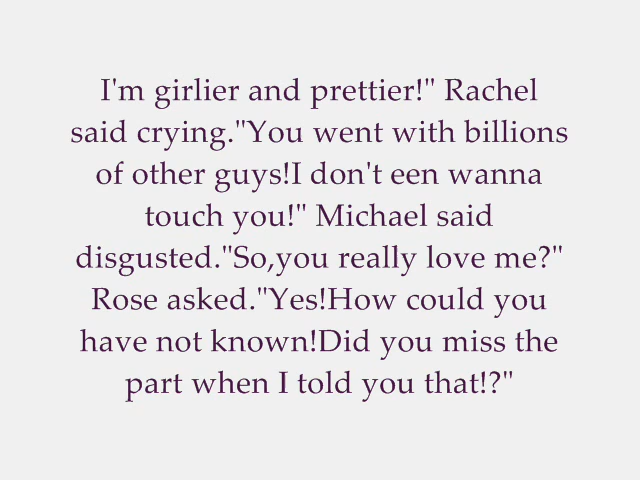 I'm girlier and prettier!" Rachel
said crying."You went with billions
of other guys!I don't een wanna
touch you!" Michael said
disgusted."So,you really love me?"
Rose asked."Yes!How could you
have not known!Did you miss the
part when I told you that!?"